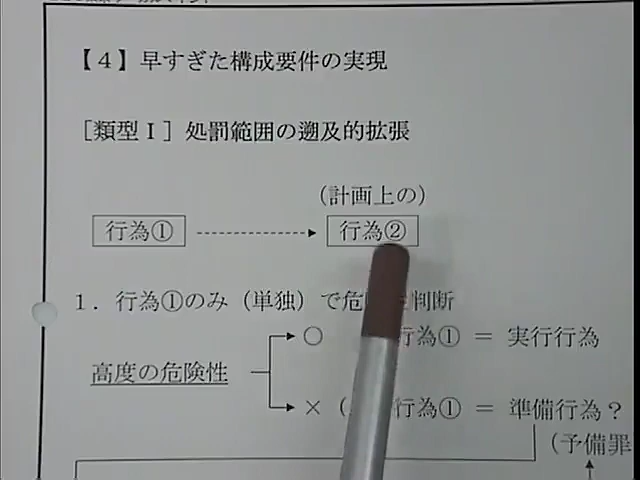 【４】早すぎた構成要件の実現
［類型Ⅰ］処罰範囲の遡及的拡張
（計画上の）
行為① 行為②
１．行為①のみ（単独）で危 判断
○ 行為① ＝ 実行行為
高度の危険性
×（ 行為① ＝ 準備行為？
（予備罪